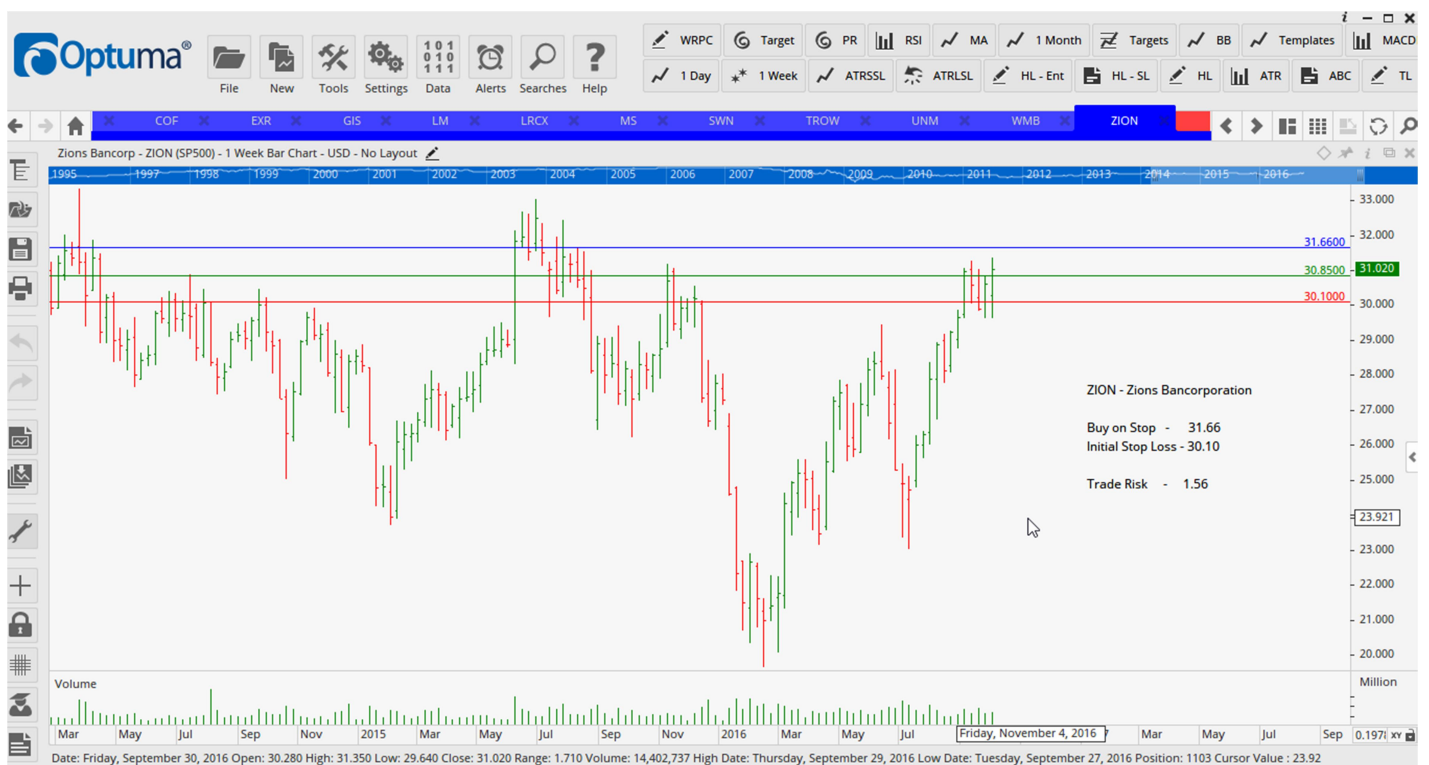 Optuma®
File
New
Tools
Settings
101
010
111
Data
Alerts
Searches
?
Help
WRPC
Target
PR
RSI
MA
1 Month
Targets
BB
Templates
MACD
1 Day
1 Week
ATRSSL
ATRLSL
HL - Ent
HL - SL
HL
ATR
ABC
TL
COF
EXR
GIS
LM
LRCX
MS
SWN
TROW
UNM
WMB
ZION
Zions Bancorp - ZION (SP500) - 1 Week Bar Chart - USD - No Layout
1995 1997 1998 1999 2000 2001 2002 2003 2004 2005 2006 2007 2008 2009 2010 2011 2012 2013 2014 2015 2016
33.000
32.000
31.6600
30.8500
31.020
30.1000
30.000
29.000
28.000
ZION - Zions Bancorporation
27.000
Buy on Stop - 31.66
Initial Stop Loss - 30.10
26.000
25.000
Trade Risk - 1.56
23.921
23.000
22.000
21.000
20.000
Volume
Million
Mar May Jul Sep Nov 2015 Mar May Jul Sep Nov 2016 Mar May Jul Friday, November 4, 2016 Mar May Jul Sep 0.197 XY
Date: Friday, September 30, 2016 Open: 30.280 High: 31.350 Low: 29.640 Close: 31.020 Range: 1.710 Volume: 14,402,737 High Date: Thursday, September 29, 2016 Low Date: Tuesday, September 27, 2016 Position: 1103 Cursor Value : 23.92